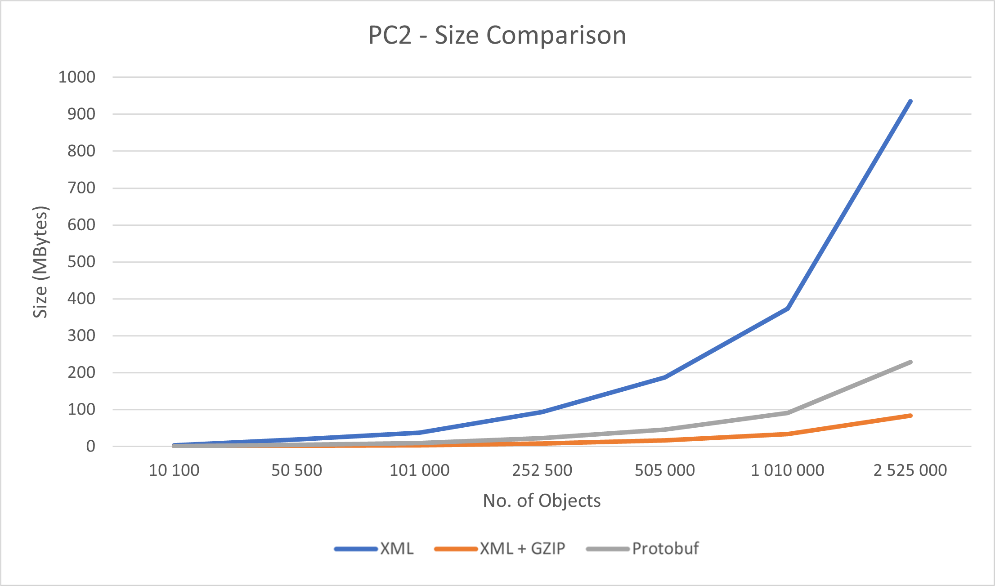 PC2 - Size Comparison
1000
900
800
700
600
500
400
300
200
100
0
Size (MBytes)
10 100 50 500 101 000 252 500 505 000 1 010 000 2 525 000
No. of Objects
XML XML + GZIP Protobuf